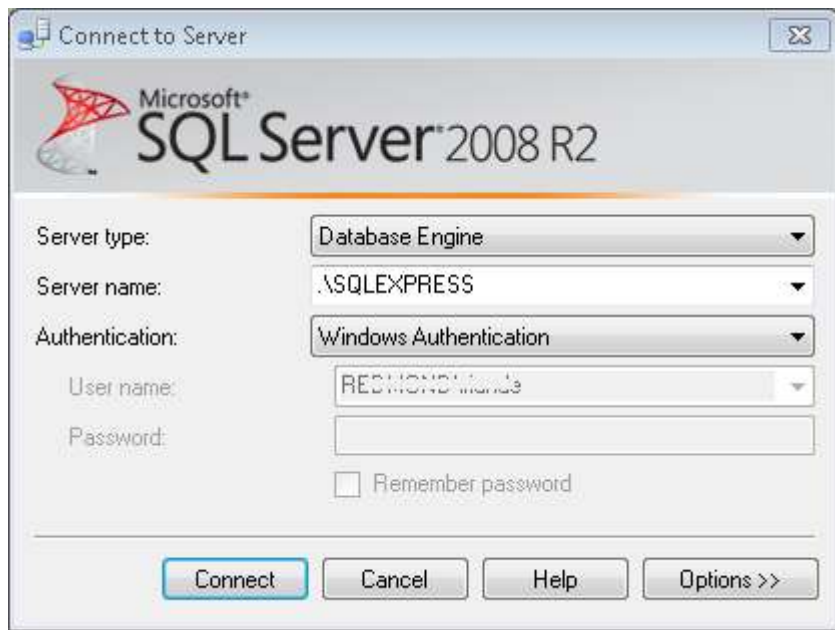 Connect to Server
Microsoft®
SQL Server® 2008 R2
Server type: Database Engine
Server name: .\SQLEXPRESS
Authentication: Windows Authentication
User name:
Password:
Remember password
Connect Cancel Help Options >>